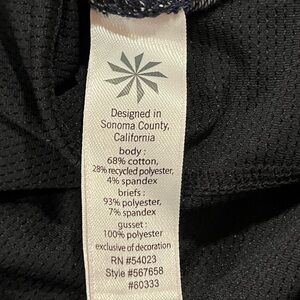 Designed in
Sonoma County,
California
body :
68% cotton,
28% recycled polyester,
4% spandex
briefs :
93% polyester,
7% spandex
gusset :
100% polyester
exclusive of decoration
RN #54023
Style #567658
#60333